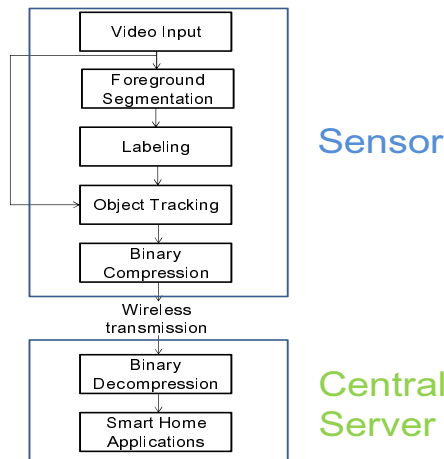 Video Input
Foreground
Segmentation
Labeling
Sensor
Object Tracking
Binary
Compression
Wireless
transmission
Binary
Decompression
Central
Server
Smart Home
Applications